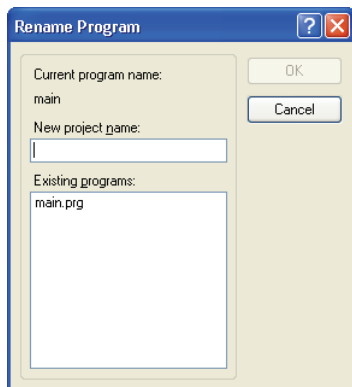 Rename Program
Current program name:
OK
main
Cancel
New project name:
Existing programs:
main.prg